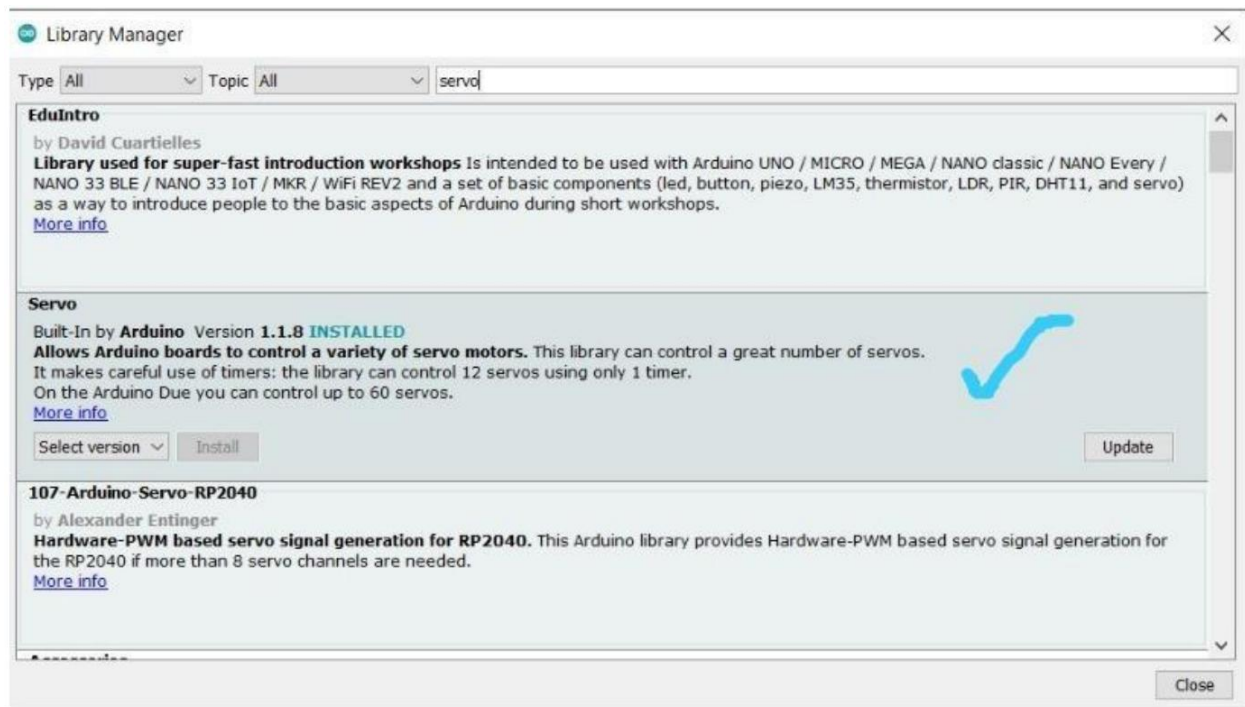 Library Manager
Type All Topic All servo
EduIntro
by David Cuartielles
Library used for super-fast introduction workshops Is intended to be used with Arduino UNO / MICRO / MEGA / NANO classic / NANO Every /
NANO 33 BLE / NANO 33 IoT / MKR / WiFi REV2 and a set of basic components (led, button, piezo, LM35, thermistor, LDR, PIR, DHT11, and servo)
as a way to introduce people to the basic aspects of Arduino during short workshops.
More info
Servo
Built-In by Arduino Version 1.1.8 INSTALLED
Allows Arduino boards to control a variety of servo motors. This library can control a great number of servos.
It makes careful use of timers: the library can control 12 servos using only 1 timer.
On the Arduino Due you can control up to 60 servos.
More info
Select version Install Update
107-Arduino-Servo-RP2040
by Alexander Entinger
Hardware-PWM based servo signal generation for RP2040. This Arduino library provides Hardware-PWM based servo signal generation for
the RP2040 if more than 8 servo channels are needed.
More info
Close